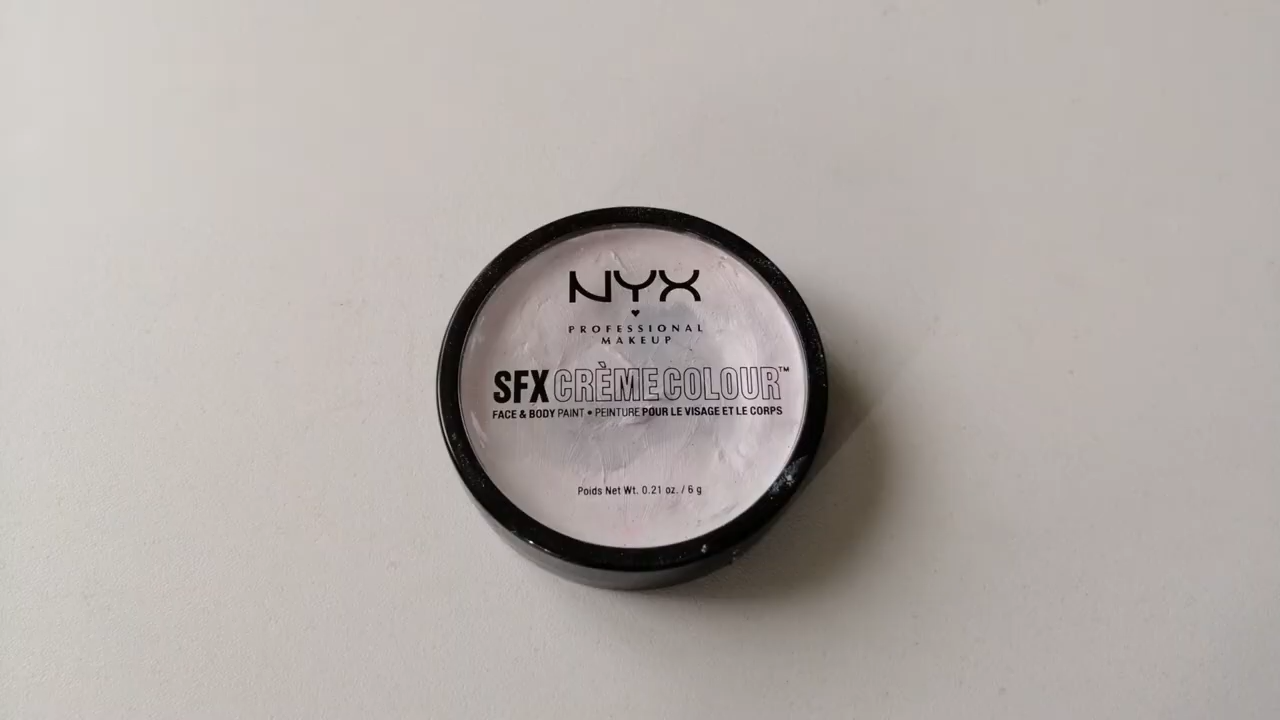 NYX
PROFESSIONAL
MAKEUP
SFX CRÈME COLOUR™
FACE & BODY PAINT • PEINTURE POUR LE VISAGE ET LE CORPS
Poids Net Wt. 0.21 oz. / 6 g